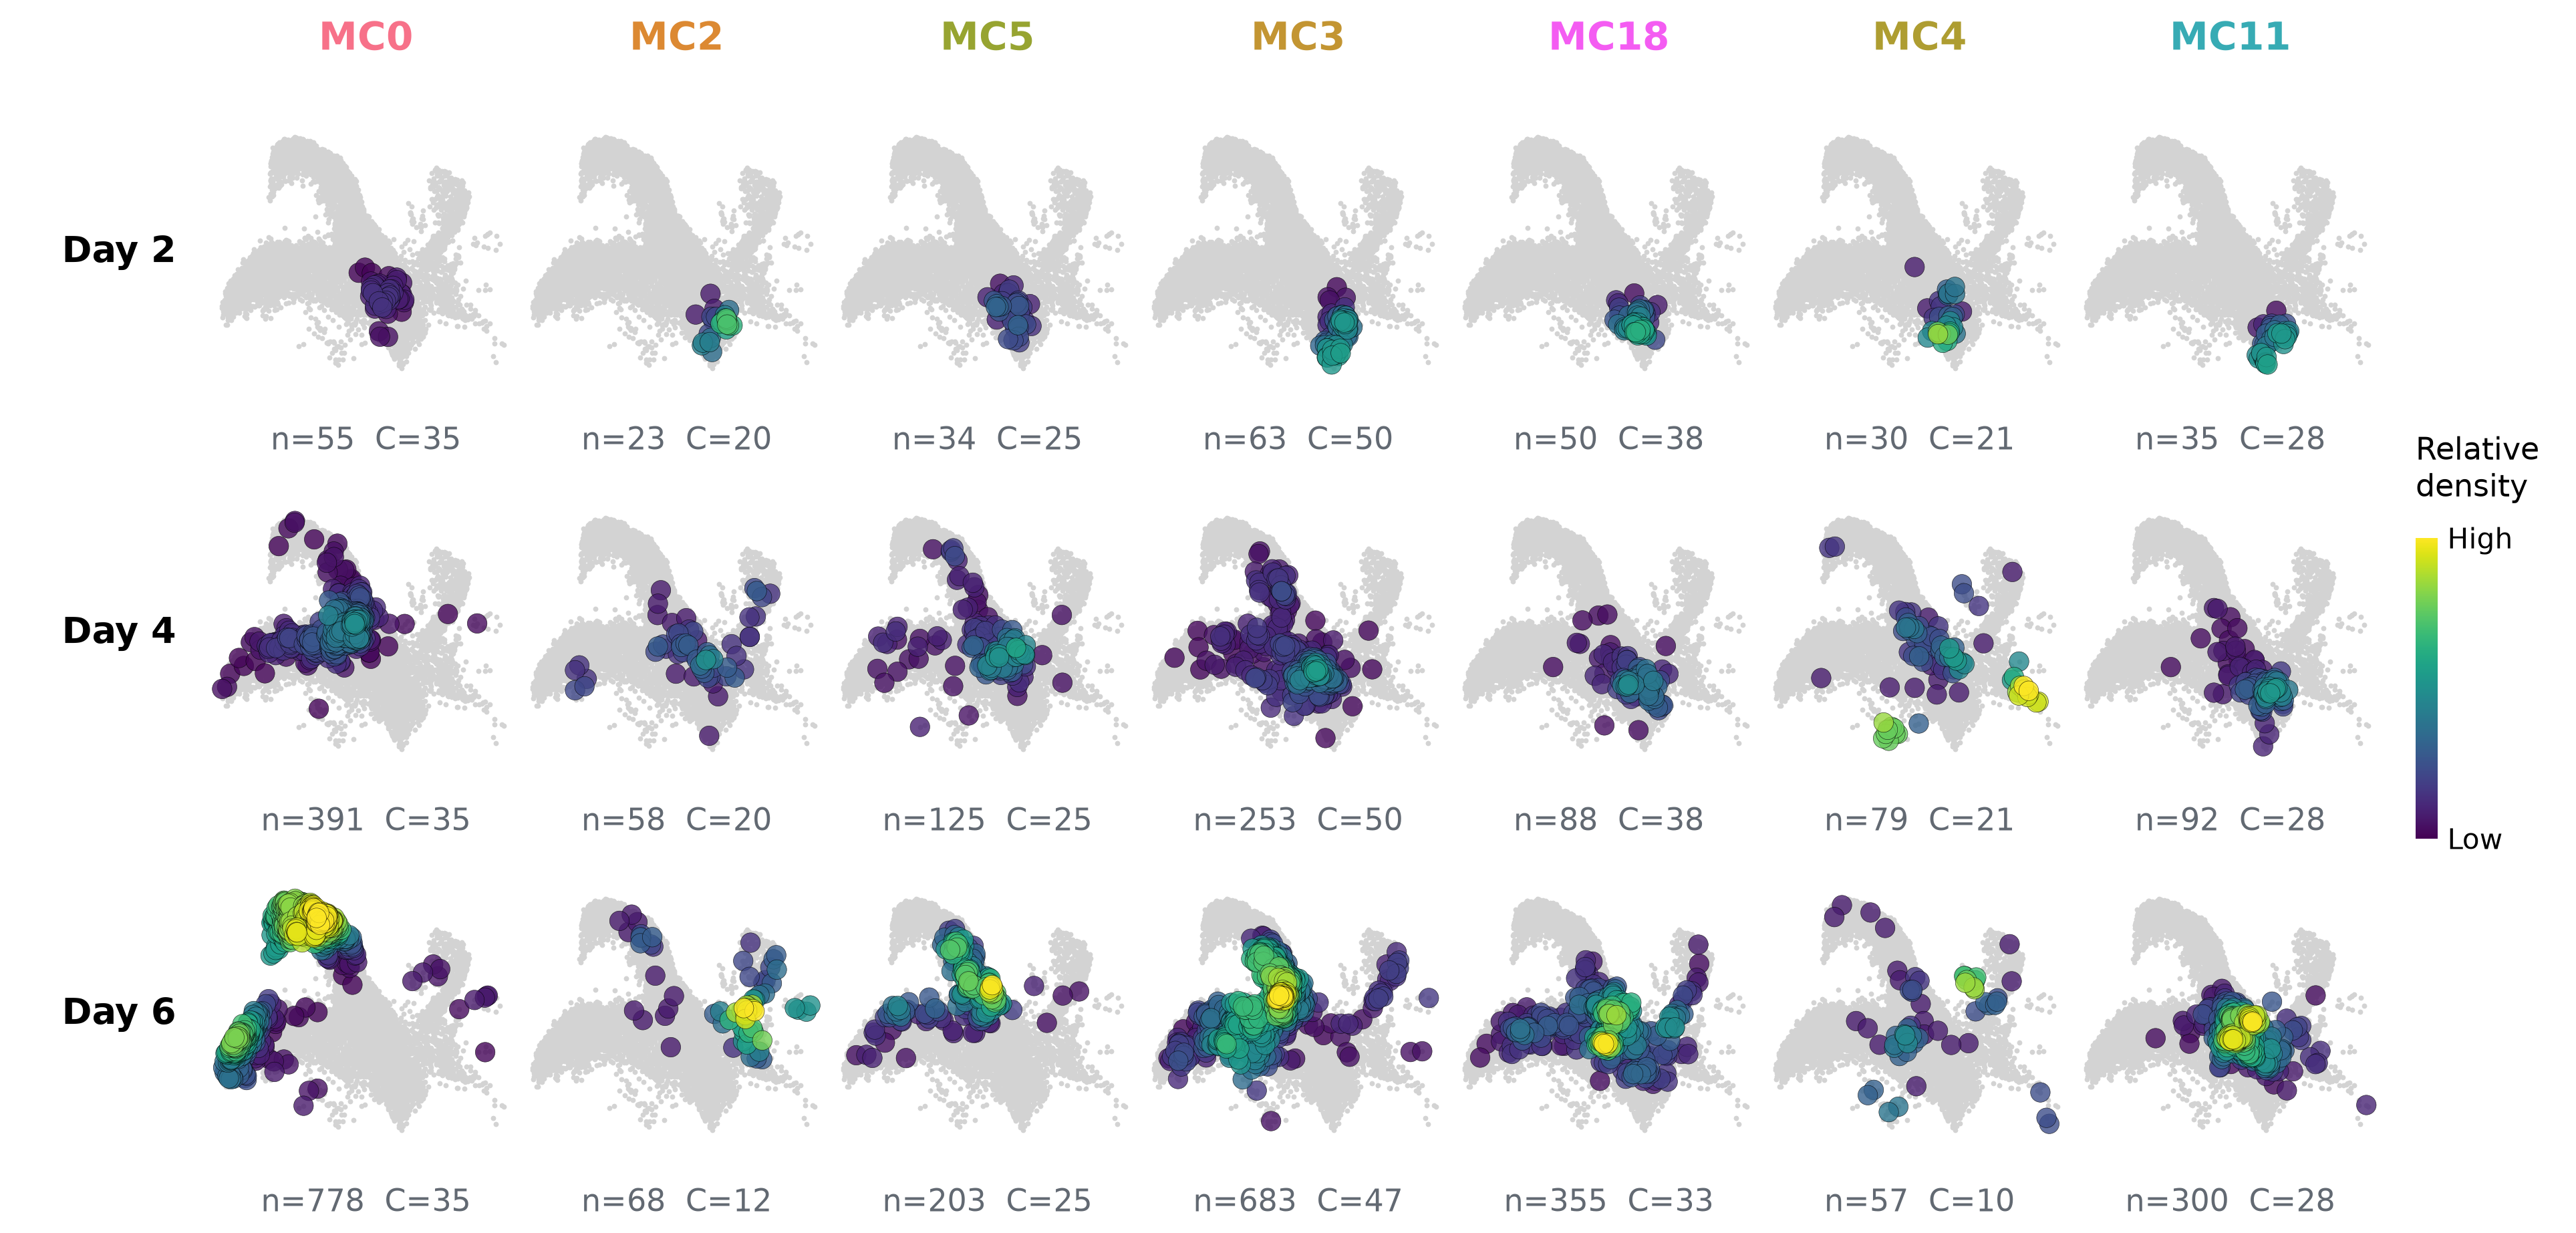 MC0 MC2 MC5 MC3 MC18 MC4 MC11
Day 2
n=55 C=35 n=23 C=20 n=34 C=25 n=63 C=50 n=50 C=38 n=30 C=21 n=35 C=28
Relative
density
High
Day 4
n=391 C=35 n=58 C=20 n=125 C=25 n=253 C=50 n=88 C=38 n=79 C=21 n=92 C=28
Low
Day 6
n=778 C=35 n=68 C=12 n=203 C=25 n=683 C=47 n=355 C=33 n=57 C=10 n=300 C=28